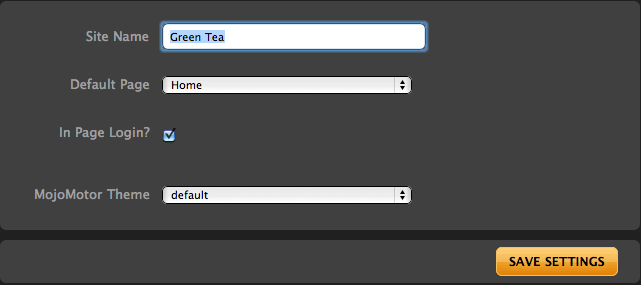 Site Name Green Tea
Default Page Home
In Page Login?
MojoMotor Theme default
SAVE SETTINGS